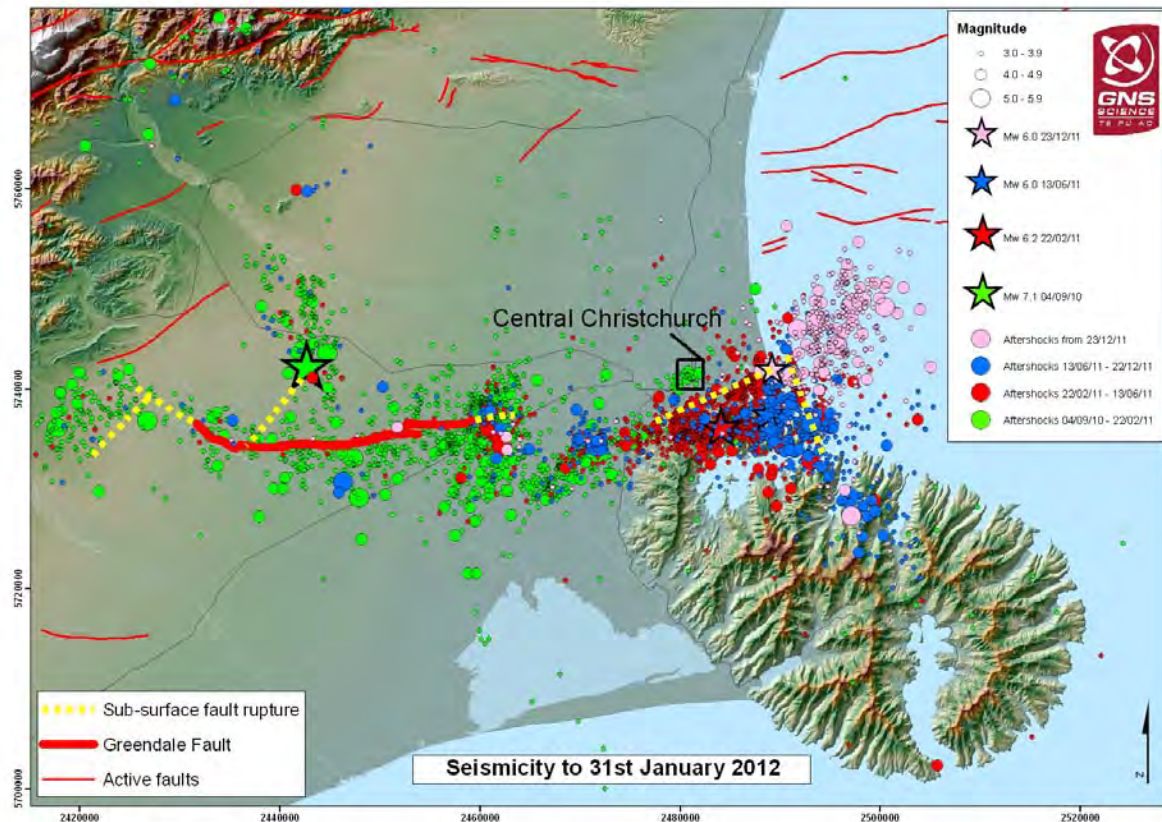 Magnitude
3.0 - 3.9
4.0 - 4.9
5.0 - 5.9
Mw 6.0 23/12/11
Mw 6.0 13/06/11
Mw 6.2 22/02/11
Mw 7.1 04/09/10
Aftershocks from 23/12/11
Aftershocks 13/06/11 - 22/12/11
Aftershocks 22/02/11 - 13/06/11
Aftershocks 04/09/10 - 22/02/11
GNS
SCIENCE
TE PŪ AO
Central Christchurch
Sub-surface fault rupture
Greendale Fault
Active faults
Seismicity to 31st January 2012
5760000
5740000
5720000
5700000
2420000 2440000 2460000 2480000 2500000 2520000
N